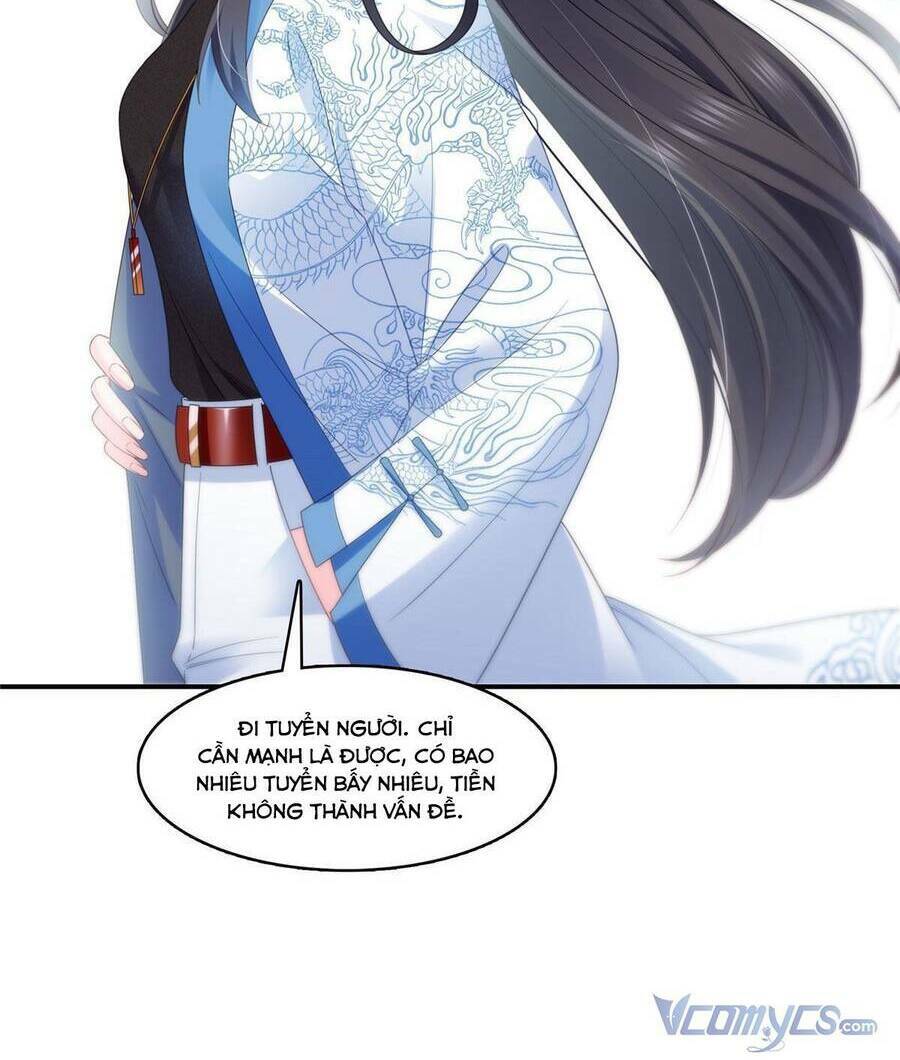 ĐI TUYỂN NGƯỜI. CHỈ
CẦN MẠNH LÀ ĐƯỢC, CÓ BAO
NHIÊU TUYỂN BẤY NHIÊU, TIỀN
KHÔNG THÀNH VẤN ĐỀ.
VCOMYCS.com